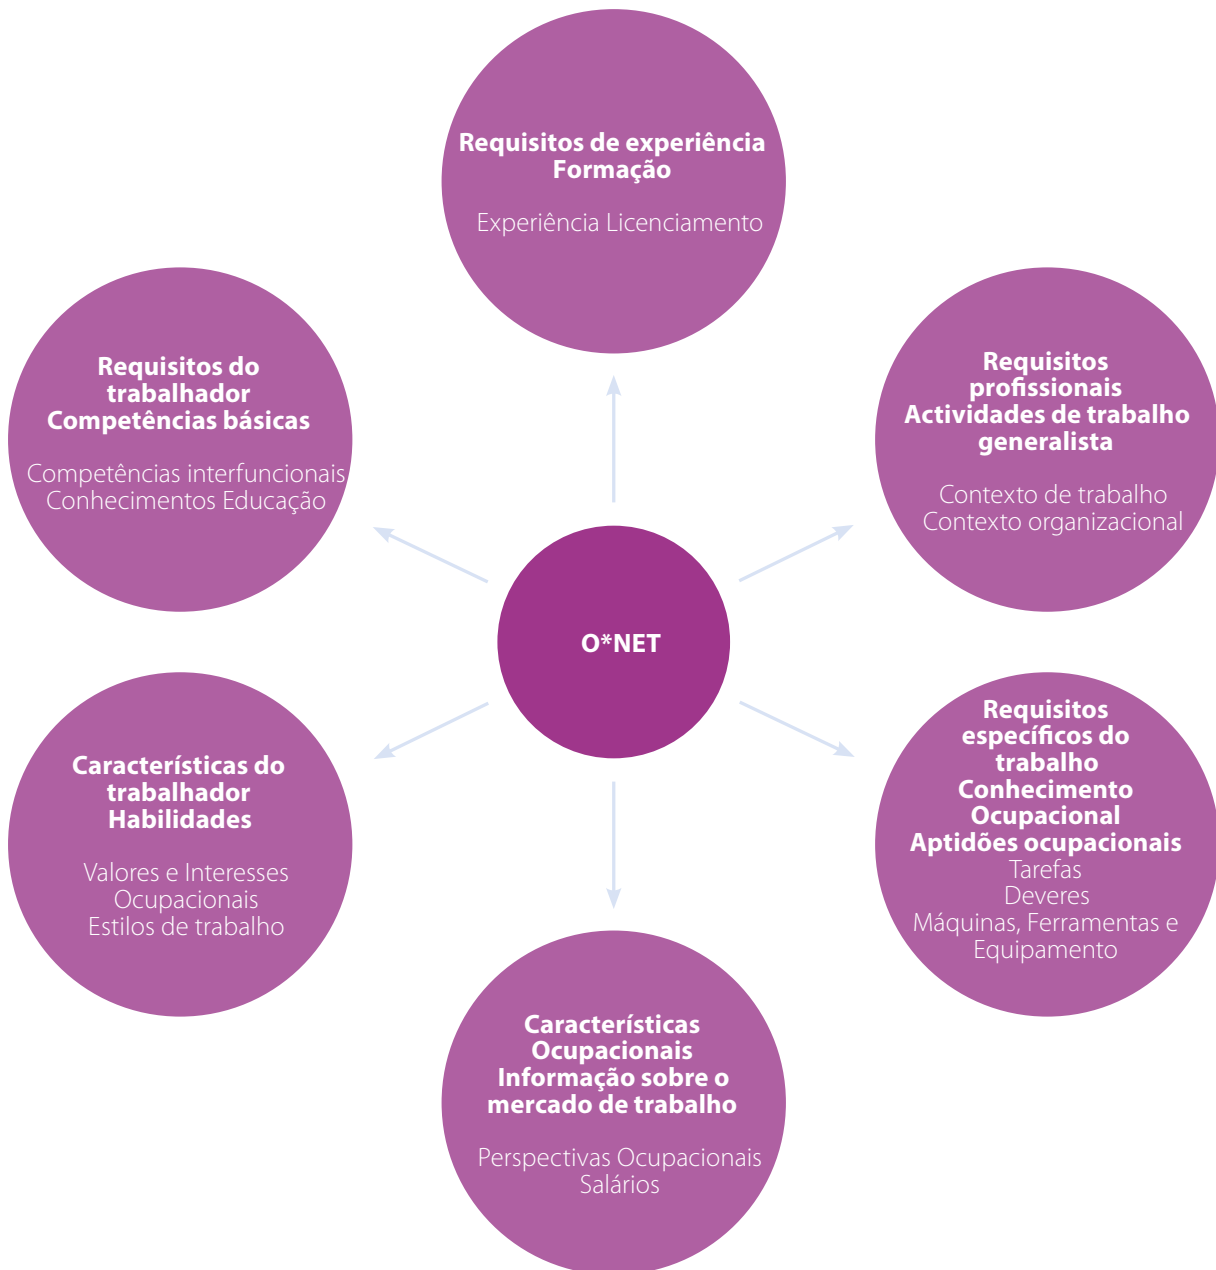 Requisitos de experiência
Formação
Experiência Licenciamento
Requisitos do
trabalhador
Competências básicas
Competências interfuncionais
Conhecimentos Educação
Requisitos
profissionais
Actividades de trabalho
generalista
Contexto de trabalho
Contexto organizacional
O*NET
Características do
trabalhador
Habilidades
Valores e Interesses
Ocupacionais
Estilos de trabalho
Requisitos
específicos do
trabalho
Conhecimento
Ocupacional
Aptidões ocupacionais
Tarefas
Deveres
Máquinas, Ferramentas e
Equipamento
Características
Ocupacionais
Informação sobre o
mercado de trabalho
Perspectivas Ocupacionais
Salários